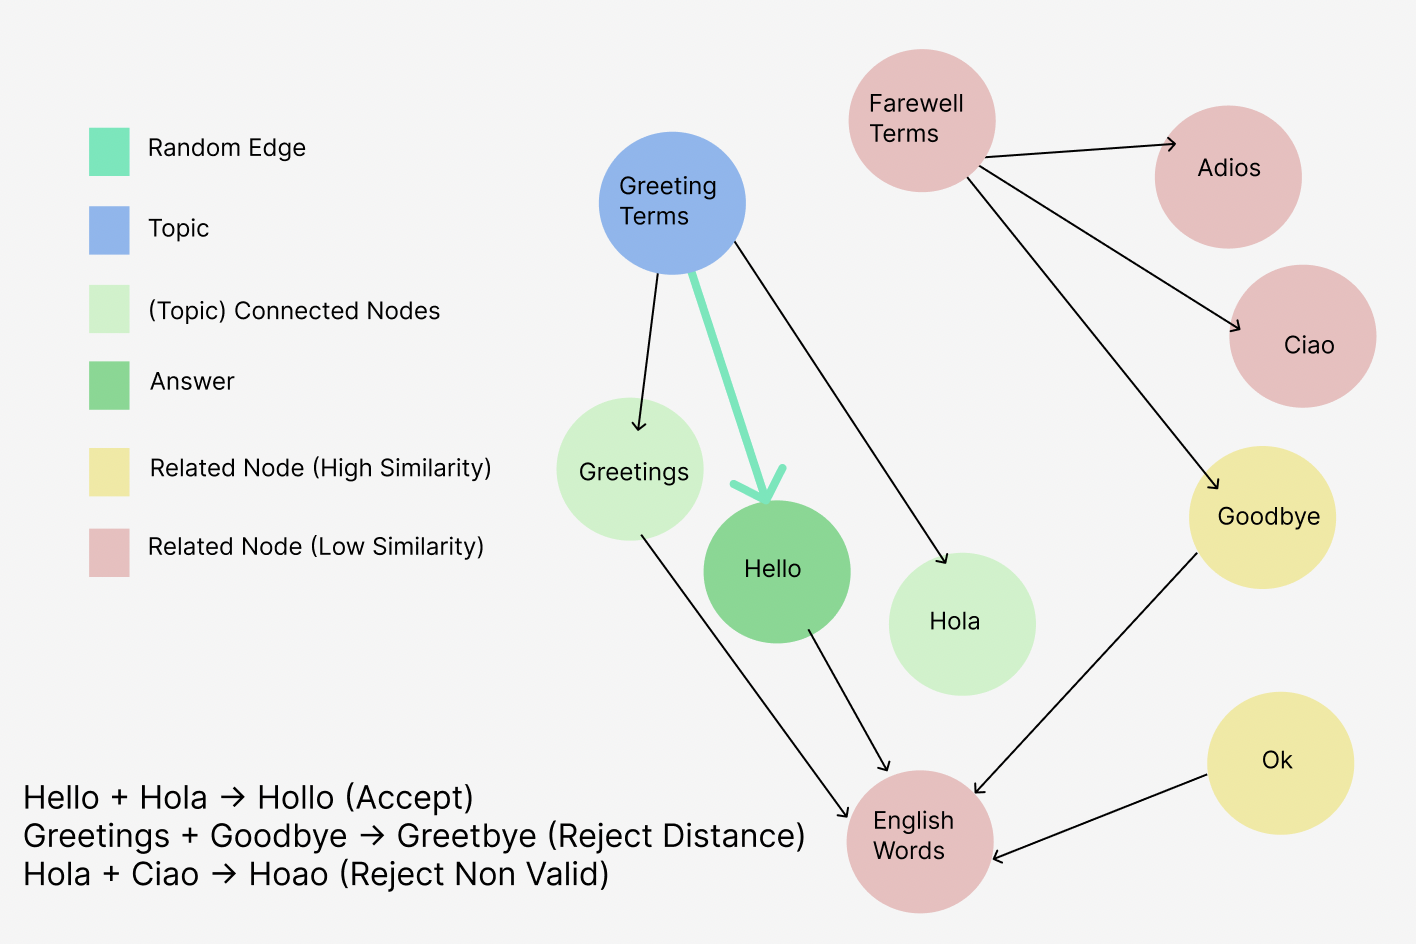 Random Edge
Topic
(Topic) Connected Nodes
Answer
Related Node (High Similarity)
Related Node (Low Similarity)
Greeting
Terms
Farewell
Terms
Adios
Ciao
Greetings
Hello
Hola
Goodbye
Ok
English
Words
Hello + Hola → Hollo (Accept)
Greetings + Goodbye → Greetbye (Reject Distance)
Hola + Ciao → Hoao (Reject Non Valid)